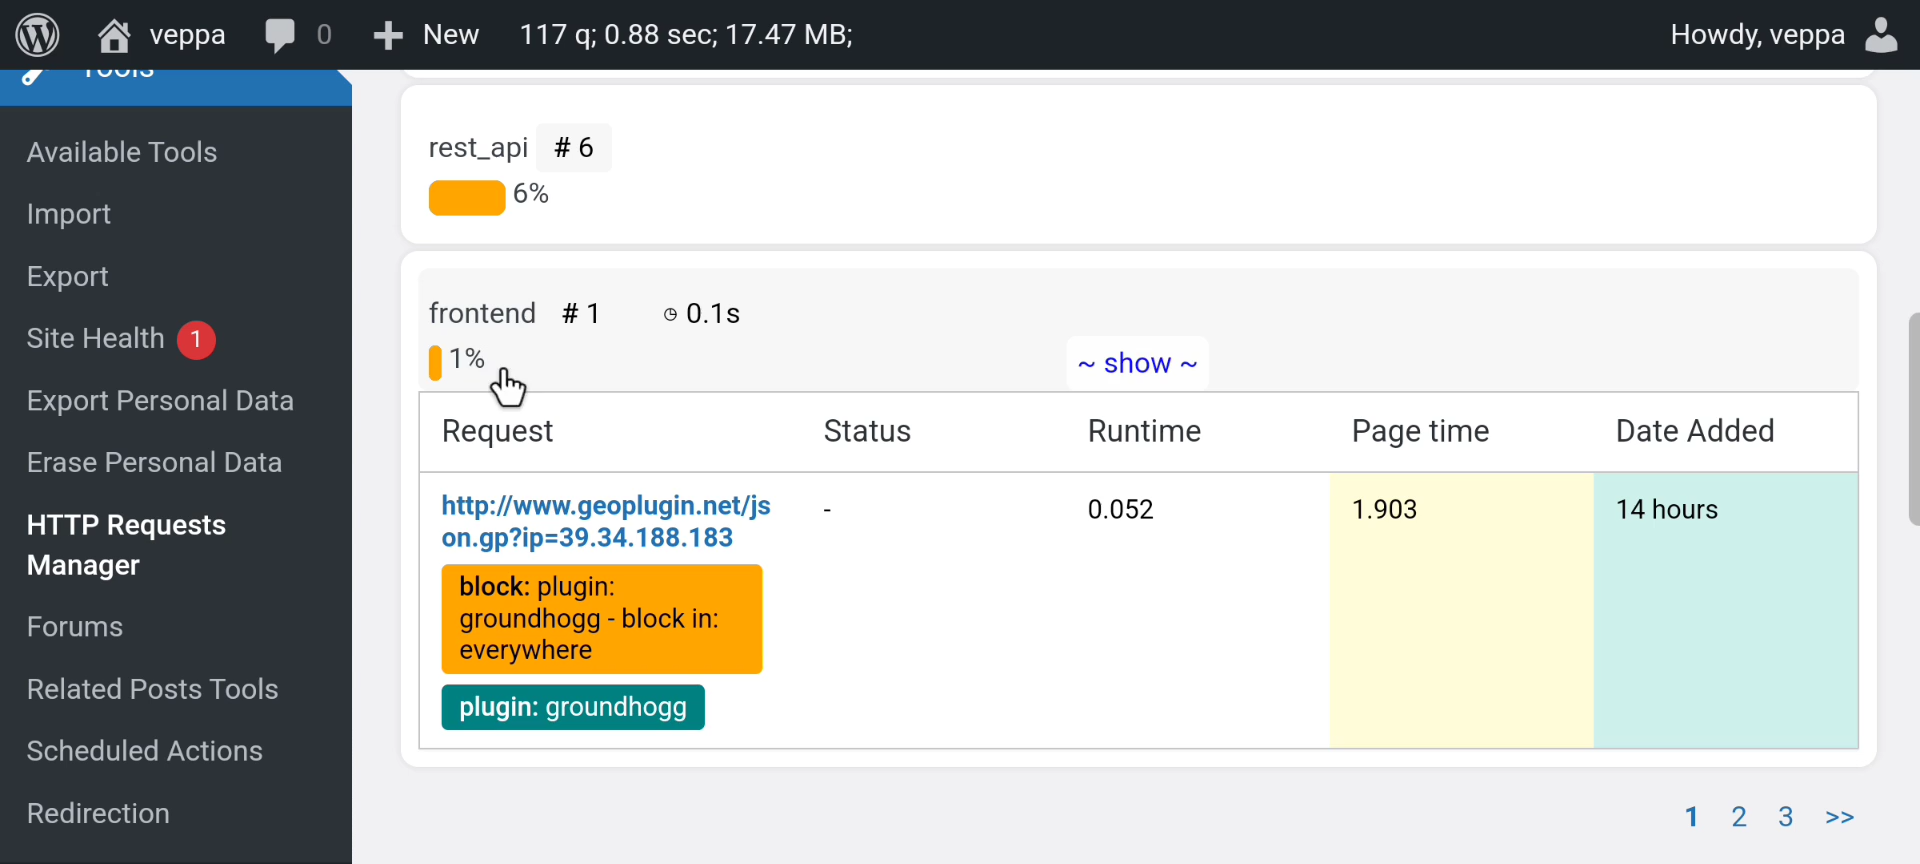 veppa 0 New 117 q; 0.88 sec; 17.47 MB; Howdy, veppa
Tools
Available Tools
Import
Export
Site Health 1
Export Personal Data
Erase Personal Data
HTTP Requests
Manager
Forums
Related Posts Tools
Scheduled Actions
Redirection
rest_api # 6
6%
frontend # 1 0.1s
1%
~ show ~
Request Status Runtime Page time Date Added
http://www.geoplugin.net/js - 0.052 1.903 14 hours
on.gp?ip=39.34.188.183
block: plugin:
groundhogg - block in:
everywhere
plugin: groundhogg
1 2 3 >>